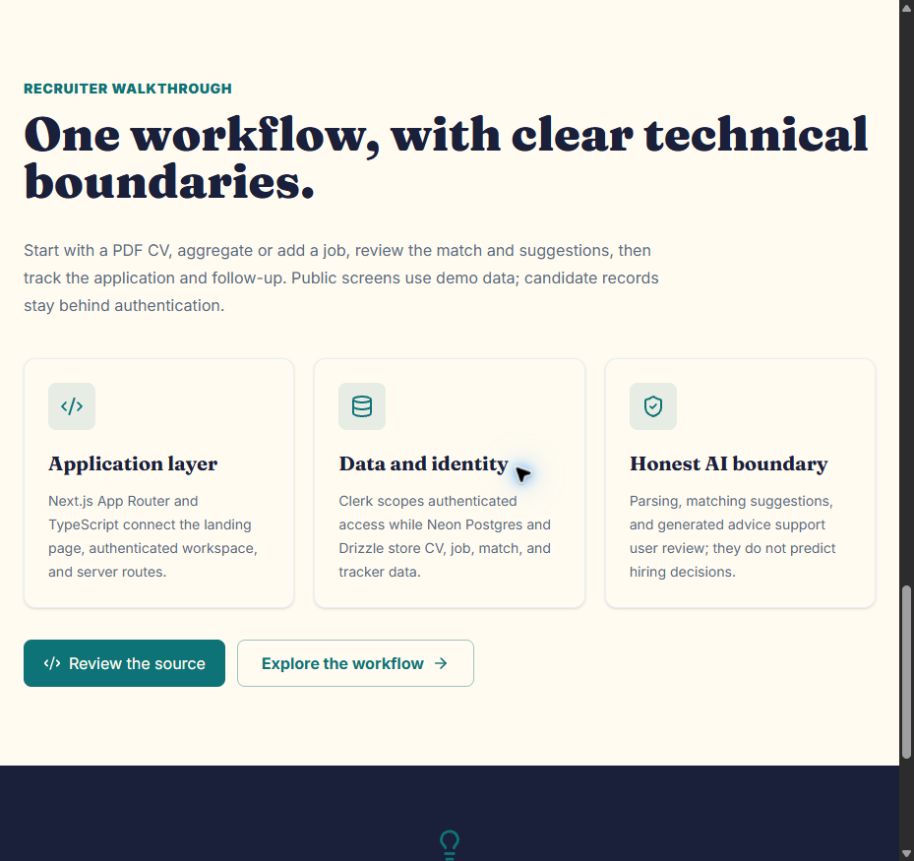 RECRUITER WALKTHROUGH
One workflow, with clear technical
boundaries.
Start with a PDF CV, aggregate or add a job, review the match and suggestions, then
track the application and follow-up. Public screens use demo data; candidate records
stay behind authentication.
Application layer
Next.js App Router and
TypeScript connect the landing
page, authenticated workspace,
and server routes.
Data and identity
Clerk scopes authenticated
access while Neon Postgres and
Drizzle store CV, job, match, and
tracker data.
Honest AI boundary
Parsing, matching suggestions,
and generated advice support
user review; they do not predict
hiring decisions.
Review the source
Explore the workflow